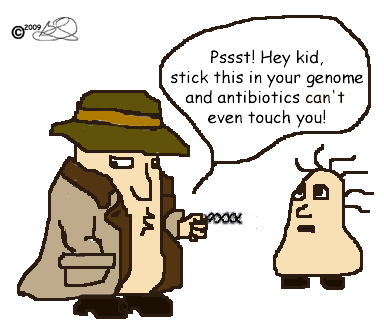 ©2009
Pssst! Hey kid,
stick this in your genome
and antibiotics can't
even touch you!